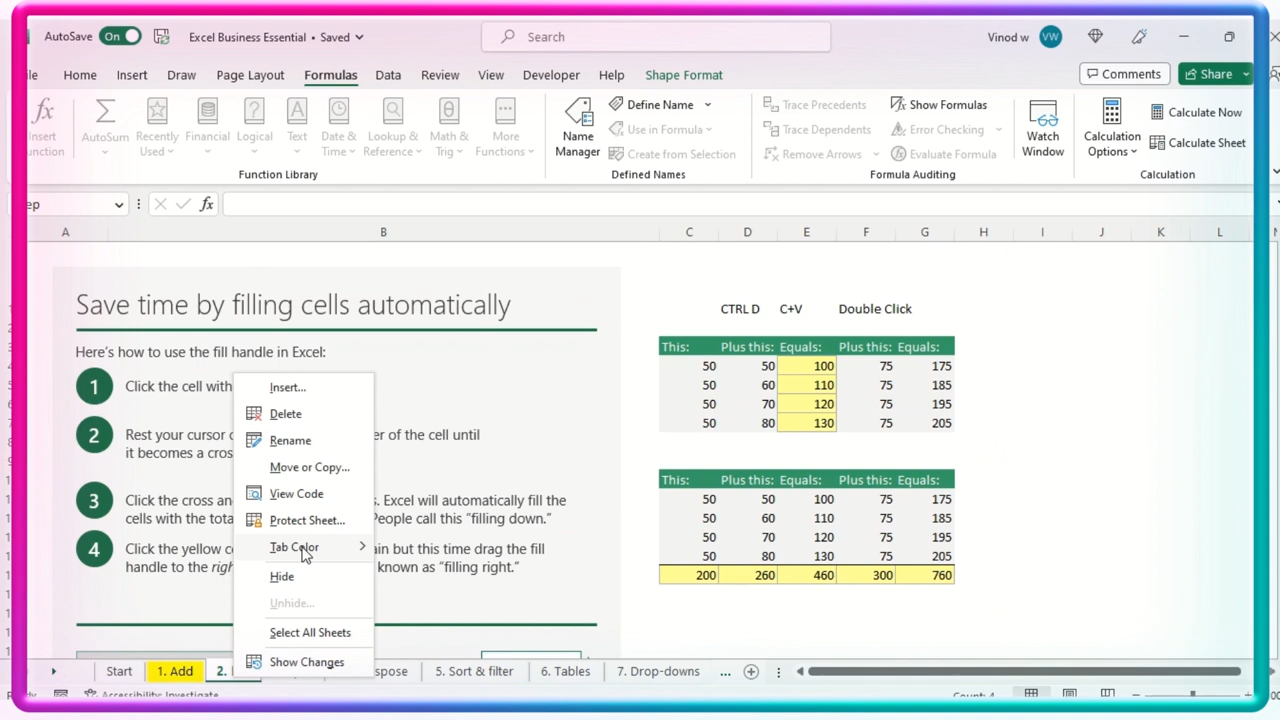 AutoSave On Excel Business Essential • Saved Search Vinod w VW
Home Insert Draw Page Layout Formulas Data Review View Developer Help Shape Format Comments Share
fx
AutoSum
Recently Used
Financial
Logical
Text
Date Time
Lookup & Reference
Math & Trig
More Functions
Function Library
Name Manager
Define Name
Use in Formula
Create from Selection
Defined Names
Trace Precedents
Trace Dependents
Remove Arrows
Show Formulas
Error Checking
Evaluate Formula
Formula Auditing
Watch Window
Calculation Options
Calculate Now
Calculate Sheet
Calculation
fx
A B C D E F G H I J K L
Save time by filling cells automatically
Here's how to use the fill handle in Excel:
1 Click the cell with
2 Rest your cursor er of the cell until
it becomes a cros
3 Click the cross an s. Excel will automatically fill the
cells with the tota People call this "filling down."
4 Click the yellow c ain but this time drag the fill
handle to the right known as "filling right."
CTRL D C+V Double Click
This: Plus this: Equals: Plus this: Equals:
50 50 100 75 175
50 60 110 75 185
50 70 120 75 195
50 80 130 75 205
This: Plus this: Equals: Plus this: Equals:
50 50 100 75 175
50 60 110 75 185
50 70 120 75 195
50 80 130 75 205
200 260 460 300 760
Insert...
Delete
Rename
Move or Copy...
View Code
Protect Sheet...
Tab Color
Hide
Unhide...
Select All Sheets
Show Changes
Start 1. Add 2. pose 5. Sort & filter 6. Tables 7. Drop-downs ...
Accessibility: Investigate Count: 4